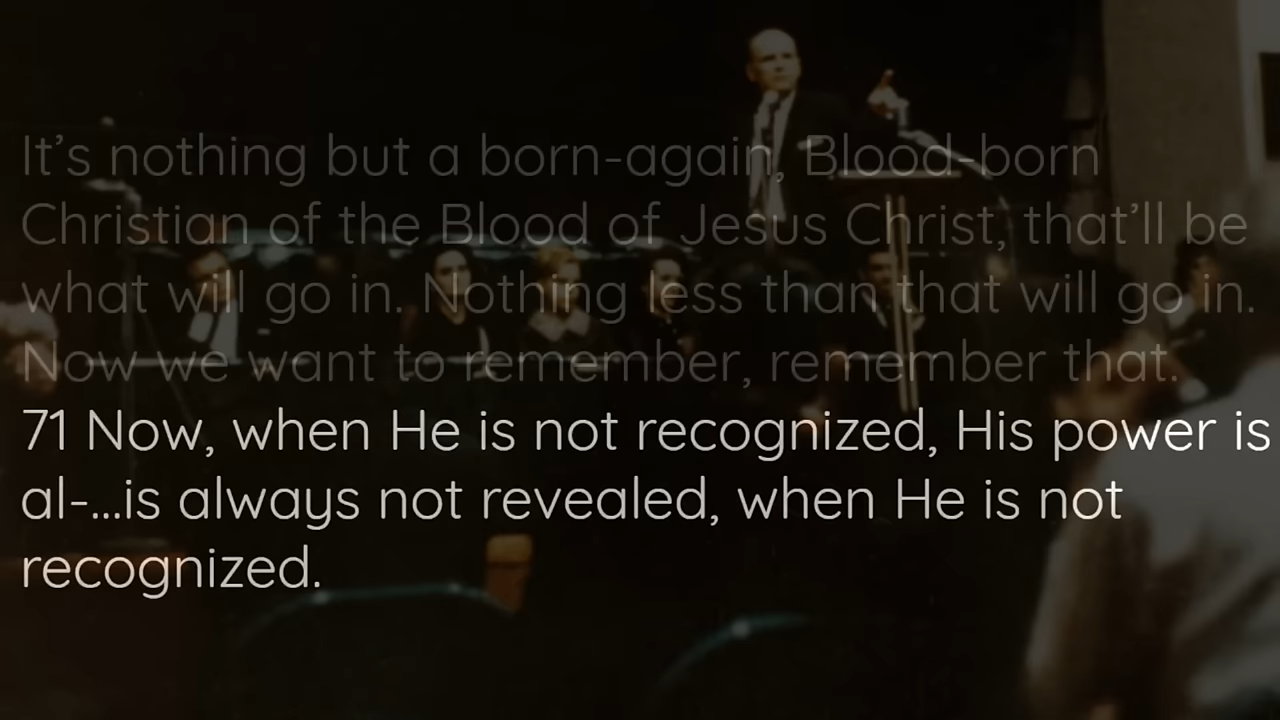 It’s nothing but a born-again, Blood-born
Christian of the Blood of Jesus Christ, that’ll be
what will go in. Nothing less than that will go in.
Now we want to remember, remember that.
71 Now, when He is not recognized, His power is
al-...is always not revealed, when He is not
recognized.